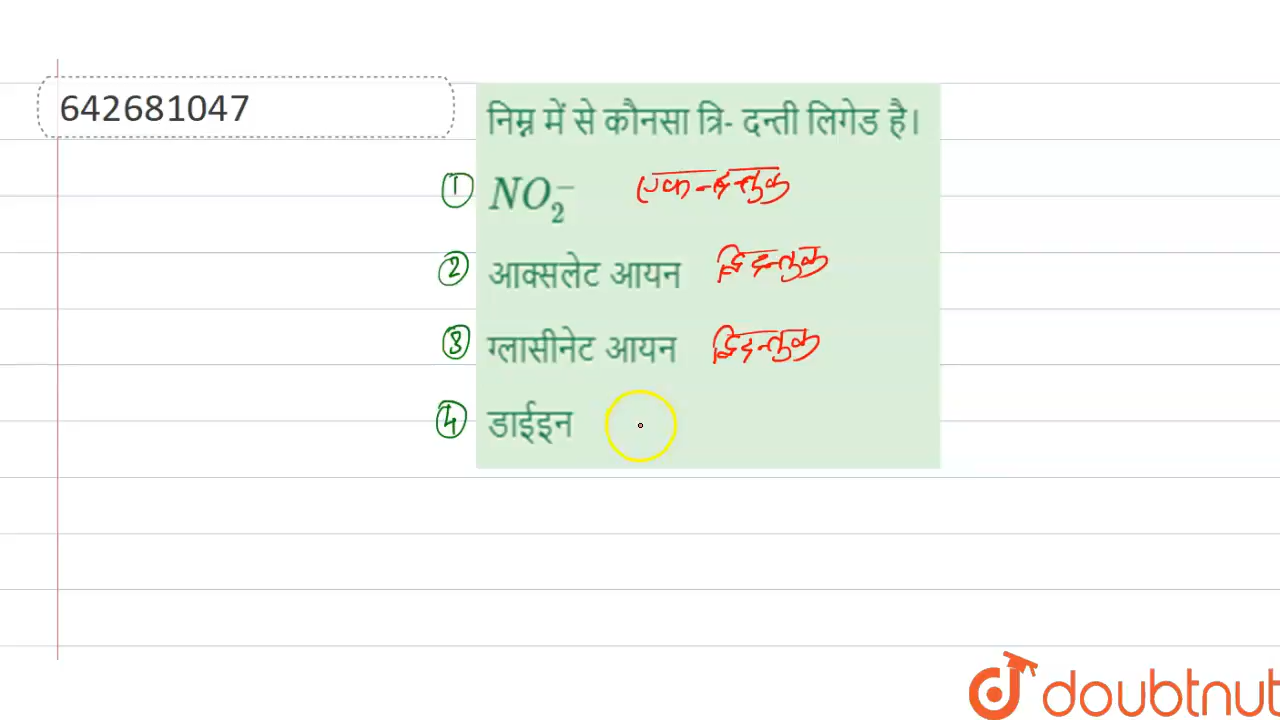 642681047
निम्न में से कौनसा त्रि- दन्ती लिगेड है।
① NO₂⁻ एक-दन्तुक
② आक्सलेट आयन द्विदन्तुक
③ ग्लासीनेट आयन द्विदन्तुक
④ डाईइन
doubtnut